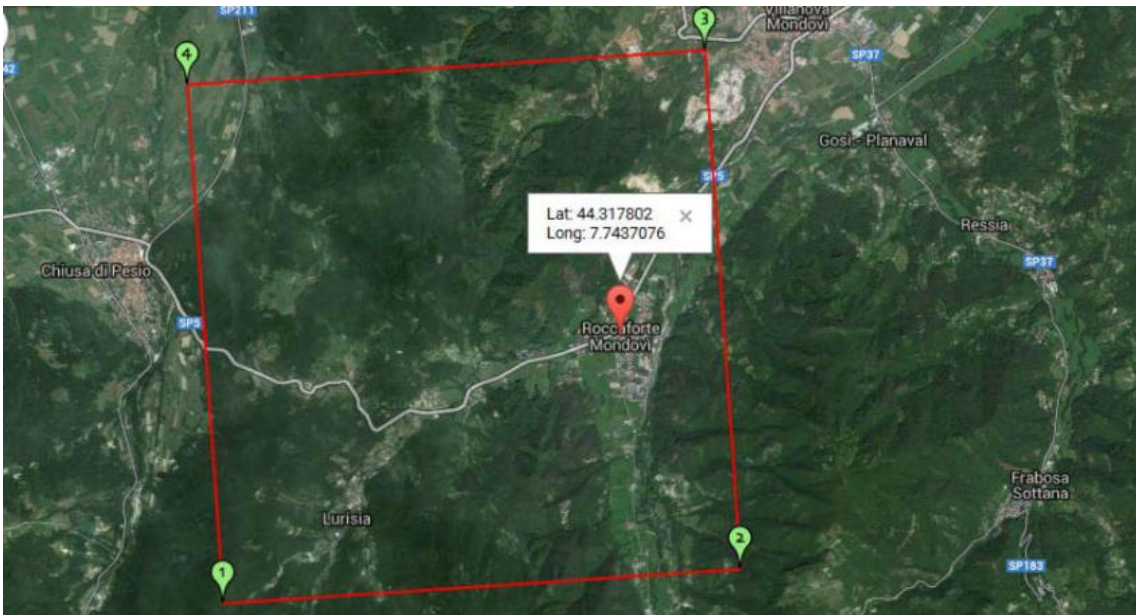 SP211
Villanova
Mondovì
3
4
42
SP37
Gosi - Planaval
SP5
Lat: 44.317802 ×
Long: 7.7437076
Ressia
Chiusa di Pesio
SP37
SP5
Roccaforte
Mondovì
Frabosa
Sottana
Lurisia
2
SP183
1